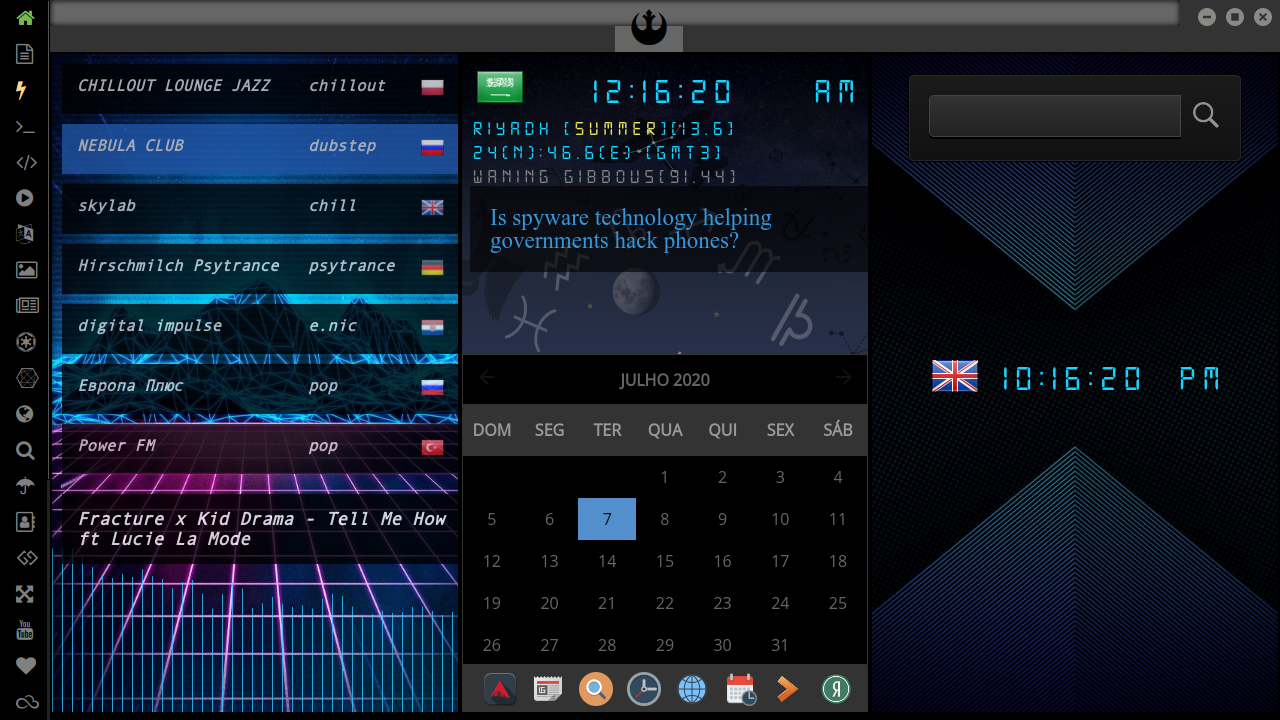 CHILLOUT LOUNGE JAZZ chillout
NEBULA CLUB dubstep
skylab chill
Hirschmilch Psytrance psytrance
digital impulse e.nic
Европа Плюс pop
Power FM pop
Fracture x Kid Drama - Tell Me How
ft Lucie La Mode
12:16:20 AM
RIYADH (SUMMER)(13.6)
24(N):46.6(E) (GMT3)
WANING GIBBOUS(91.44)
Is spyware technology helping
governments hack phones?
JULHO 2020
DOM SEG TER QUA QUI SEX SÁB
1 2 3 4
5 6 7 8 9 10 11
12 13 14 15 16 17 18
19 20 21 22 23 24 25
26 27 28 29 30 31
10:16:20 PM
You
Tube
Я